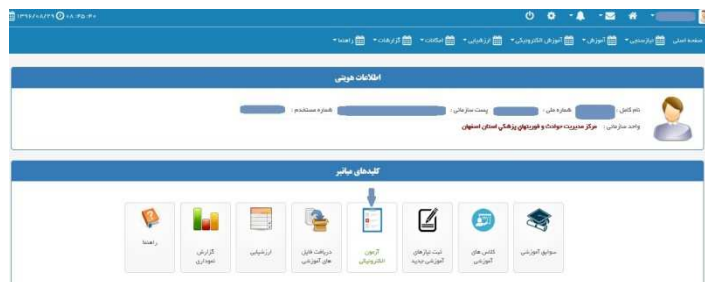 ۱۳۹۶/۰۸/۲۹ ۰۸:۴۵:۴۰
صفحه اصلی نیازسنجی آموزش آموزش الکترونیکی ارزشیابی امکانات گزارشات راهنما
اطلاعات هویتی
نام کامل : شماره ملی : پست سازمانی : شماره مستخدم :
واحد سازمانی : مرکز مدیریت حوادث و فوریتهای پزشکی استان اصفهان
کلیدهای میانبر
سوابق آموزشی
کلاس های آموزشی
ثبت نیازهای آموزشی جدید
آزمون الکترونیکی
دریافت فایل های آموزشی
ارزشیابی
گزارش نموداری
راهنما